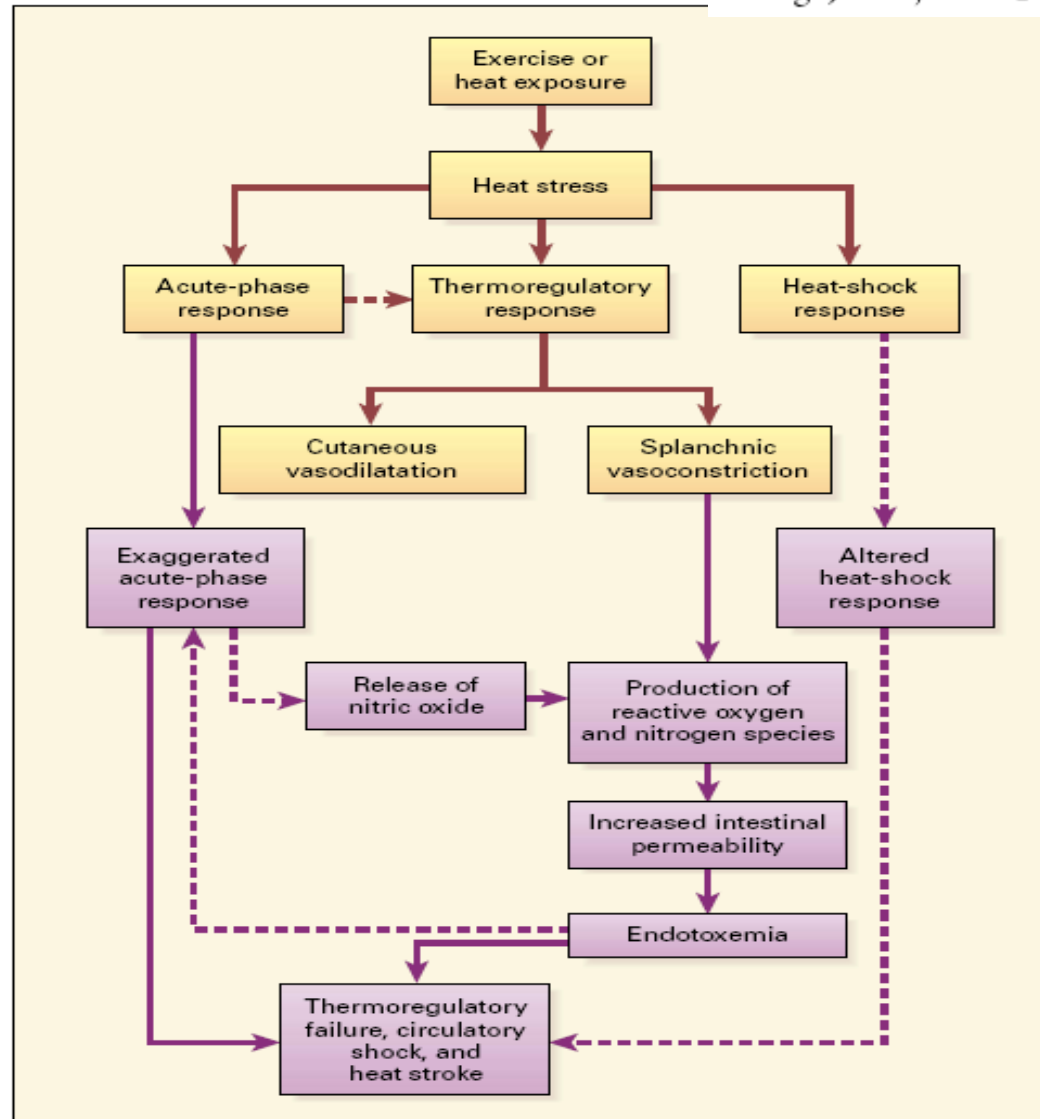 Exercise or
heat exposure
Heat stress
Acute-phase
response
Thermoregulatory
response
Heat-shock
response
Cutaneous
vasodilatation
Splanchnic
vasoconstriction
Exaggerated
acute-phase
response
Altered
heat-shock
response
Release of
nitric oxide
Production of
reactive oxygen
and nitrogen species
Increased intestinal
permeability
Endotoxemia
Thermoregulatory
failure, circulatory
shock, and
heat stroke